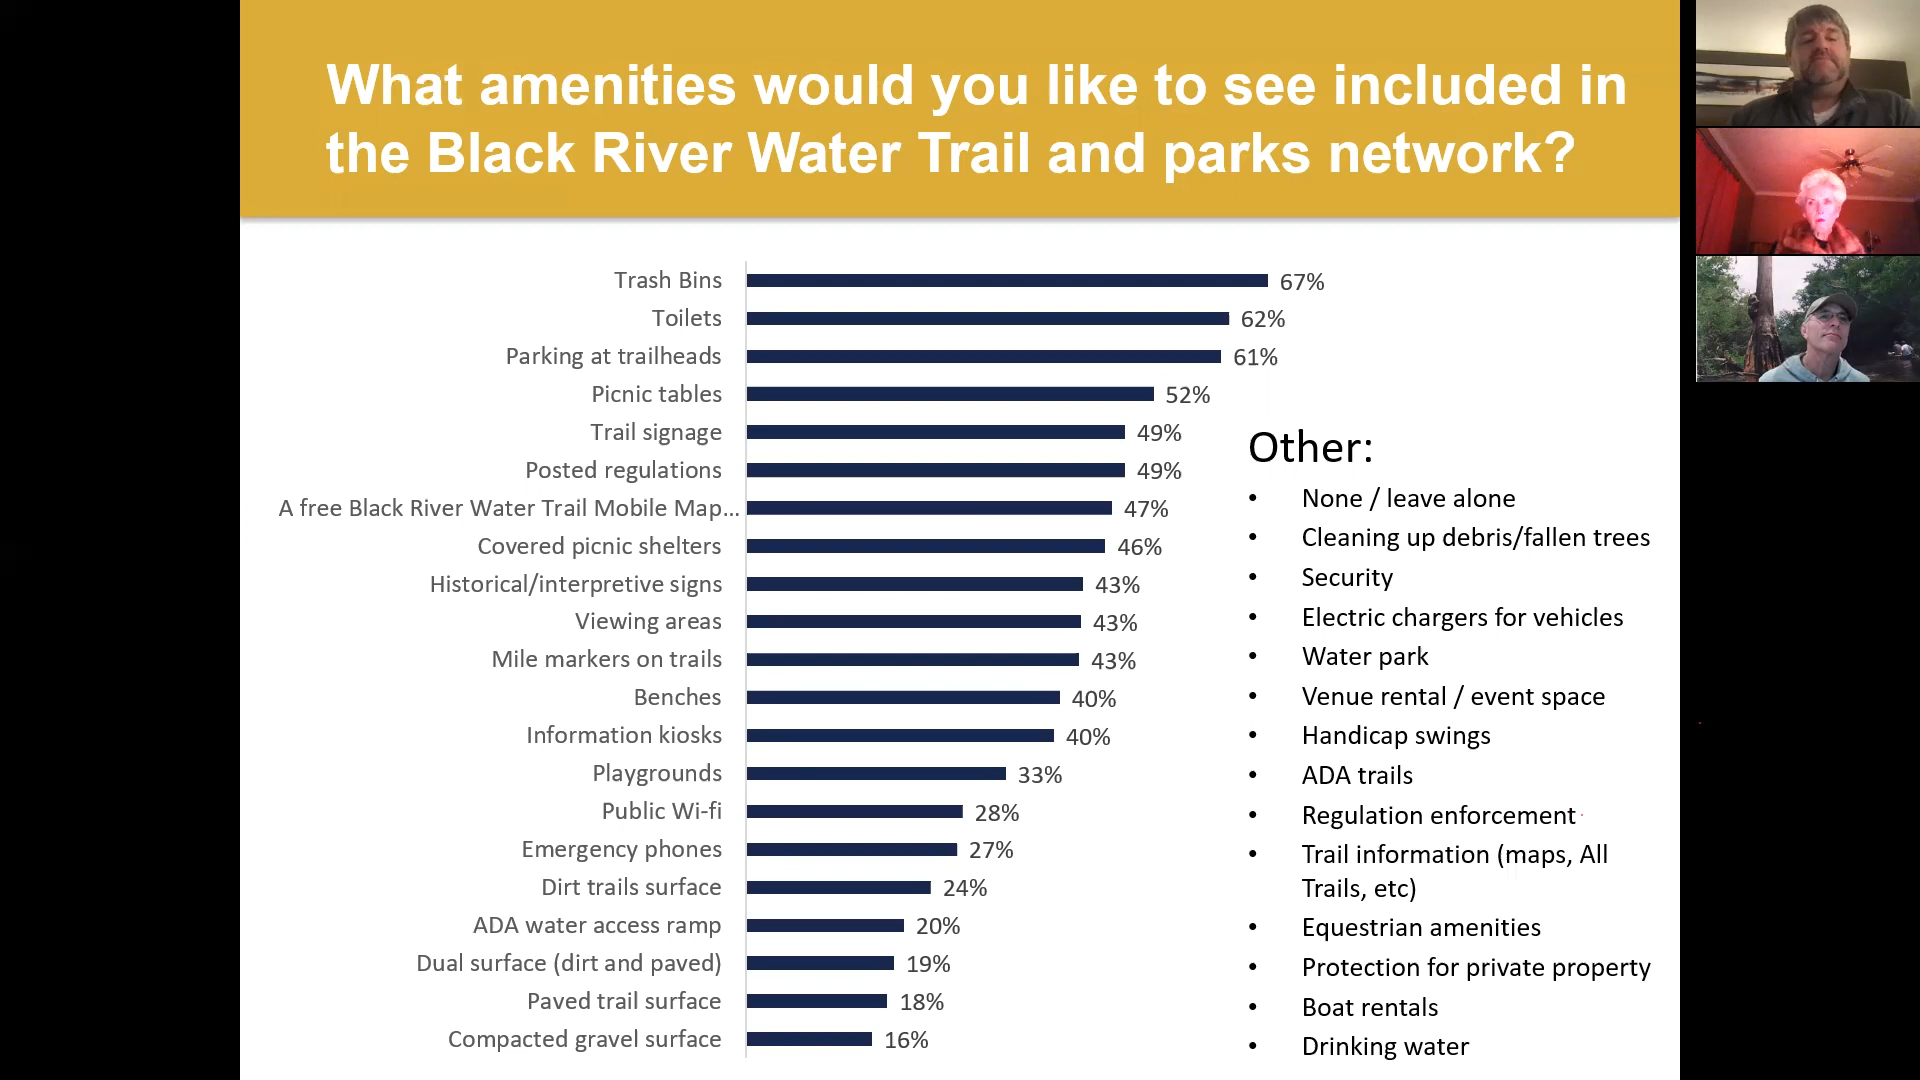 What amenities would you like to see included in
the Black River Water Trail and parks network?
Trash Bins 67%
Toilets 62%
Parking at trailheads 61%
Picnic tables 52%
Trail signage 49%
Posted regulations 49%
A free Black River Water Trail Mobile Map... 47%
Covered picnic shelters 46%
Historical/interpretive signs 43%
Viewing areas 43%
Mile markers on trails 43%
Benches 40%
Information kiosks 40%
Playgrounds 33%
Public Wi-fi 28%
Emergency phones 27%
Dirt trails surface 24%
ADA water access ramp 20%
Dual surface (dirt and paved) 19%
Paved trail surface 18%
Compacted gravel surface 16%
Other:
• None / leave alone
• Cleaning up debris/fallen trees
• Security
• Electric chargers for vehicles
• Water park
• Venue rental / event space
• Handicap swings
• ADA trails
• Regulation enforcement
• Trail information (maps, All
Trails, etc)
• Equestrian amenities
• Protection for private property
• Boat rentals
• Drinking water